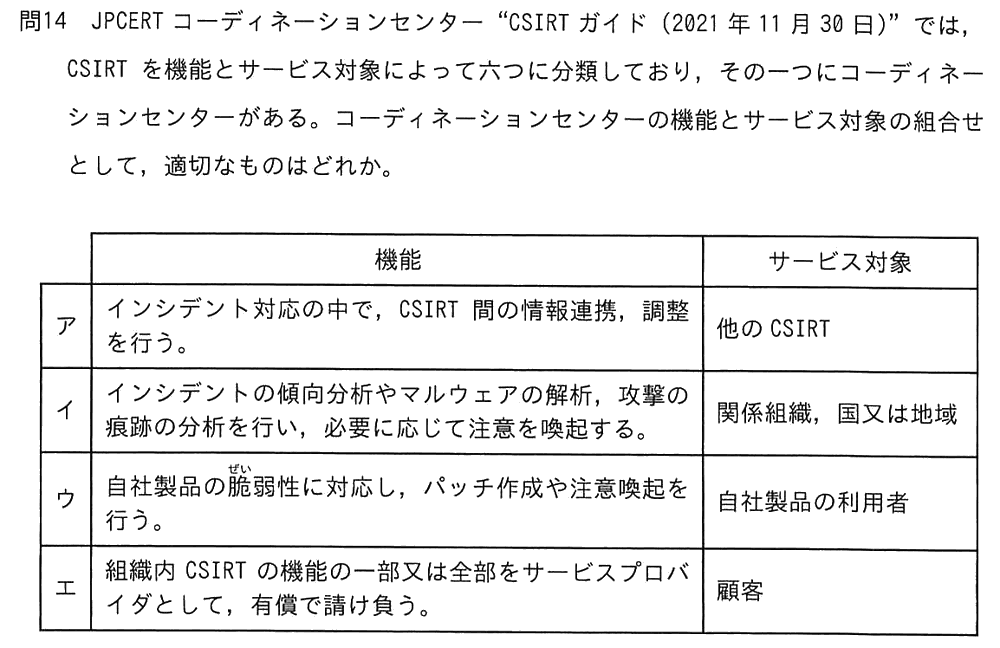 問14 JPCERT コーディネーションセンター“CSIRT ガイド（2021 年 11 月 30 日）”では，
CSIRT を機能とサービス対象によって六つに分類しており，その一つにコーディネー
ションセンターがある。コーディネーションセンターの機能とサービス対象の組合せ
として，適切なものはどれか。
機能 サービス対象
ア インシデント対応の中で，CSIRT 間の情報連携，調整
を行う。
他の CSIRT
イ インシデントの傾向分析やマルウェアの解析，攻撃の
痕跡の分析を行い，必要に応じて注意を喚起する。
関係組織，国又は地域
ぜい
ウ 自社製品の脆弱性に対応し，パッチ作成や注意喚起を
行う。
自社製品の利用者
エ 組織内 CSIRT の機能の一部又は全部をサービスプロバ
イダとして，有償で請け負う。
顧客